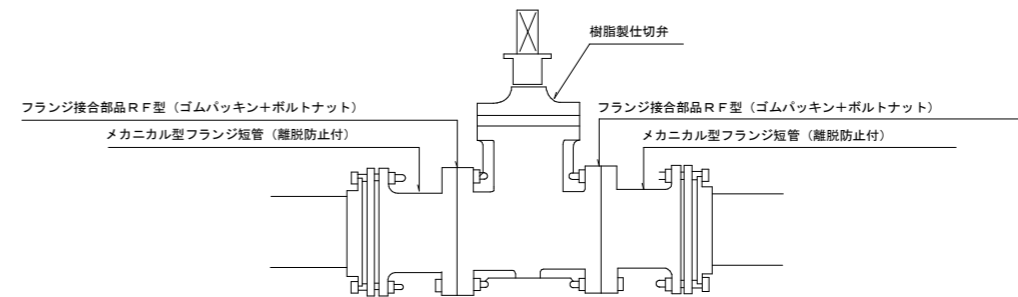 樹脂製仕切弁
フランジ接合部品ＲＦ型（ゴムパッキン＋ボルトナット）
フランジ接合部品ＲＦ型（ゴムパッキン＋ボルトナット）
メカニカル型フランジ短管（離脱防止付）
メカニカル型フランジ短管（離脱防止付）